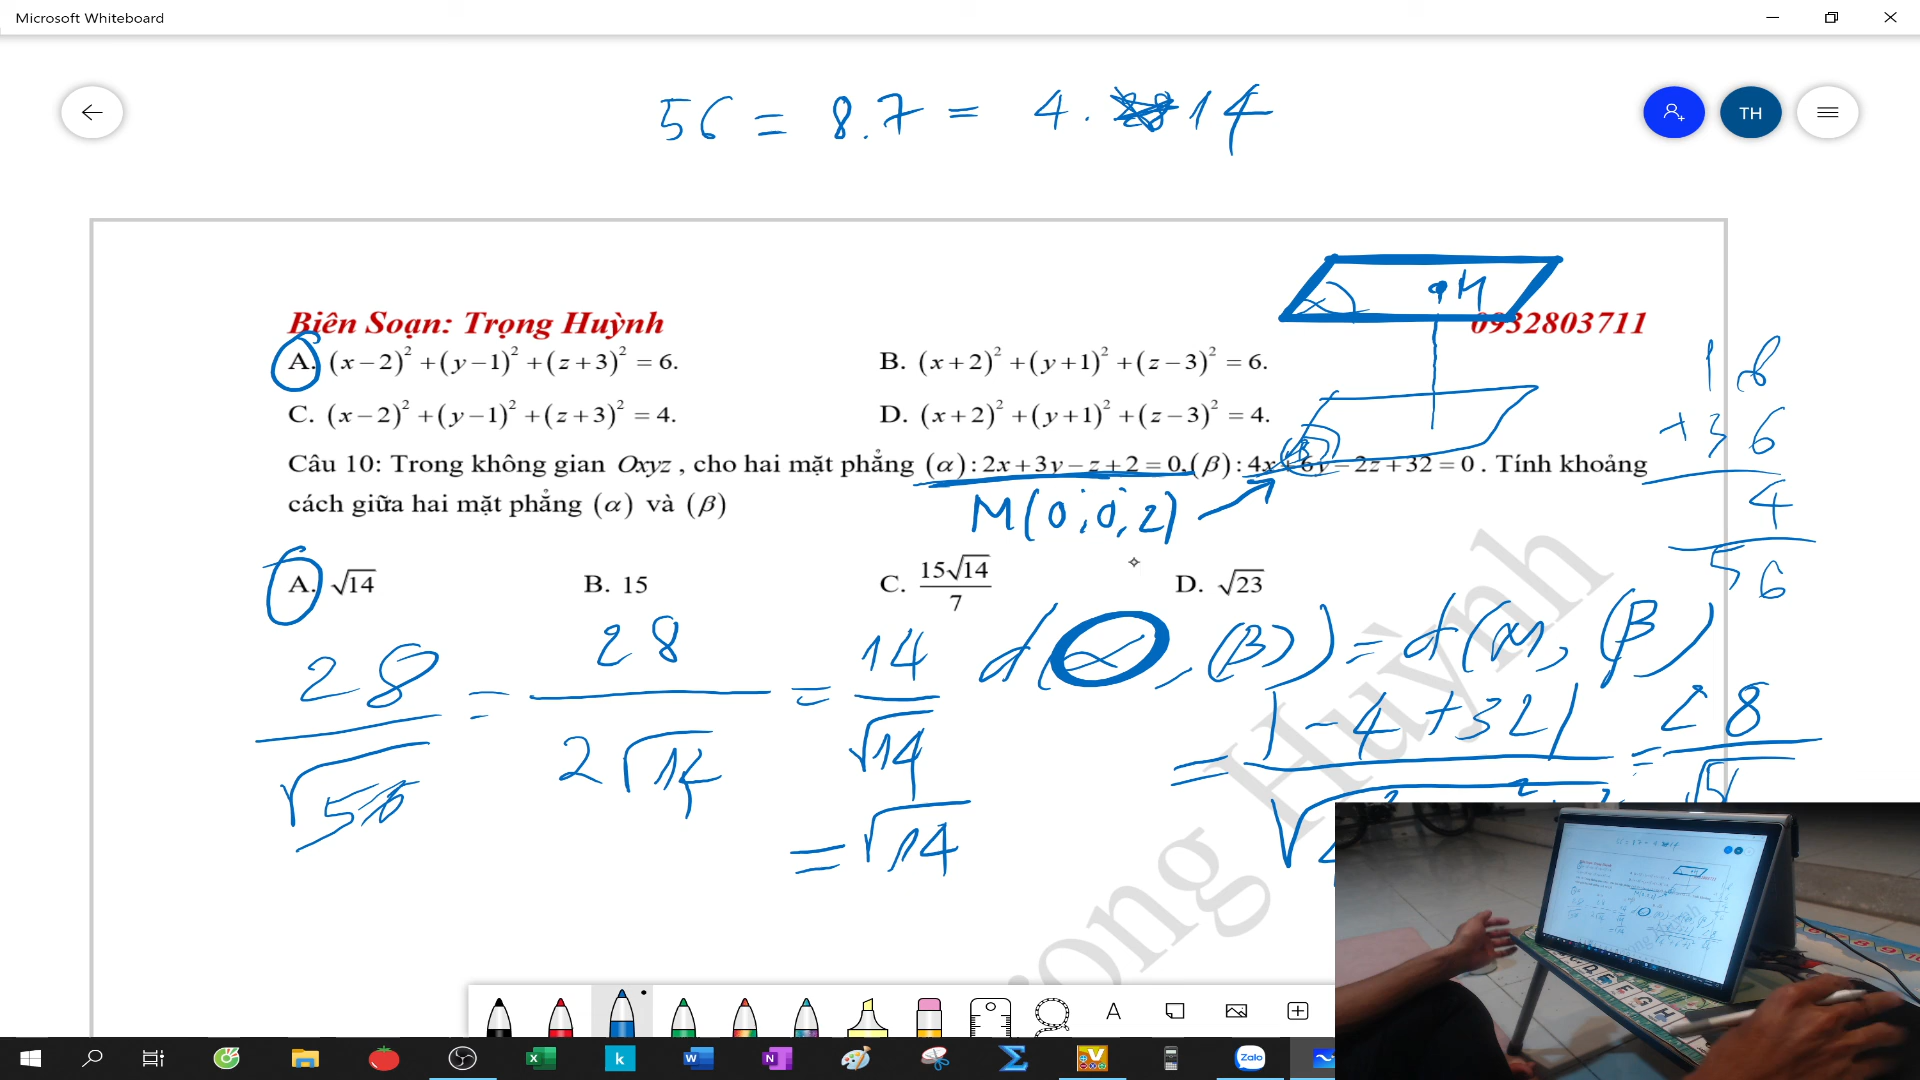 Microsoft Whiteboard
56 = 8.7 = 4. 14
TH
M
α
Biên Soạn: Trọng Huỳnh 0932803711
A. (x−2)² + (y−1)² + (z+3)² = 6. B. (x+2)² + (y+1)² + (z−3)² = 6.
C. (x−2)² + (y−1)² + (z+3)² = 4. D. (x+2)² + (y+1)² + (z−3)² = 4.
Câu 10: Trong không gian Oxyz, cho hai mặt phẳng (α): 2x+3y−z+2=0, (β): 4x+6y−2z+32=0. Tính khoảng
cách giữa hai mặt phẳng (α) và (β)
M(0;0;2)
+36
4
56
A. √14 B. 15 C. 15√14/7 D. √23
d(α, (β)) = d(M, (β)
28/√56 = 28/2√14 = 14/√14
= √14
= |−4+32|/√ = 28/√5
ong Huỳnh
A
Zalo